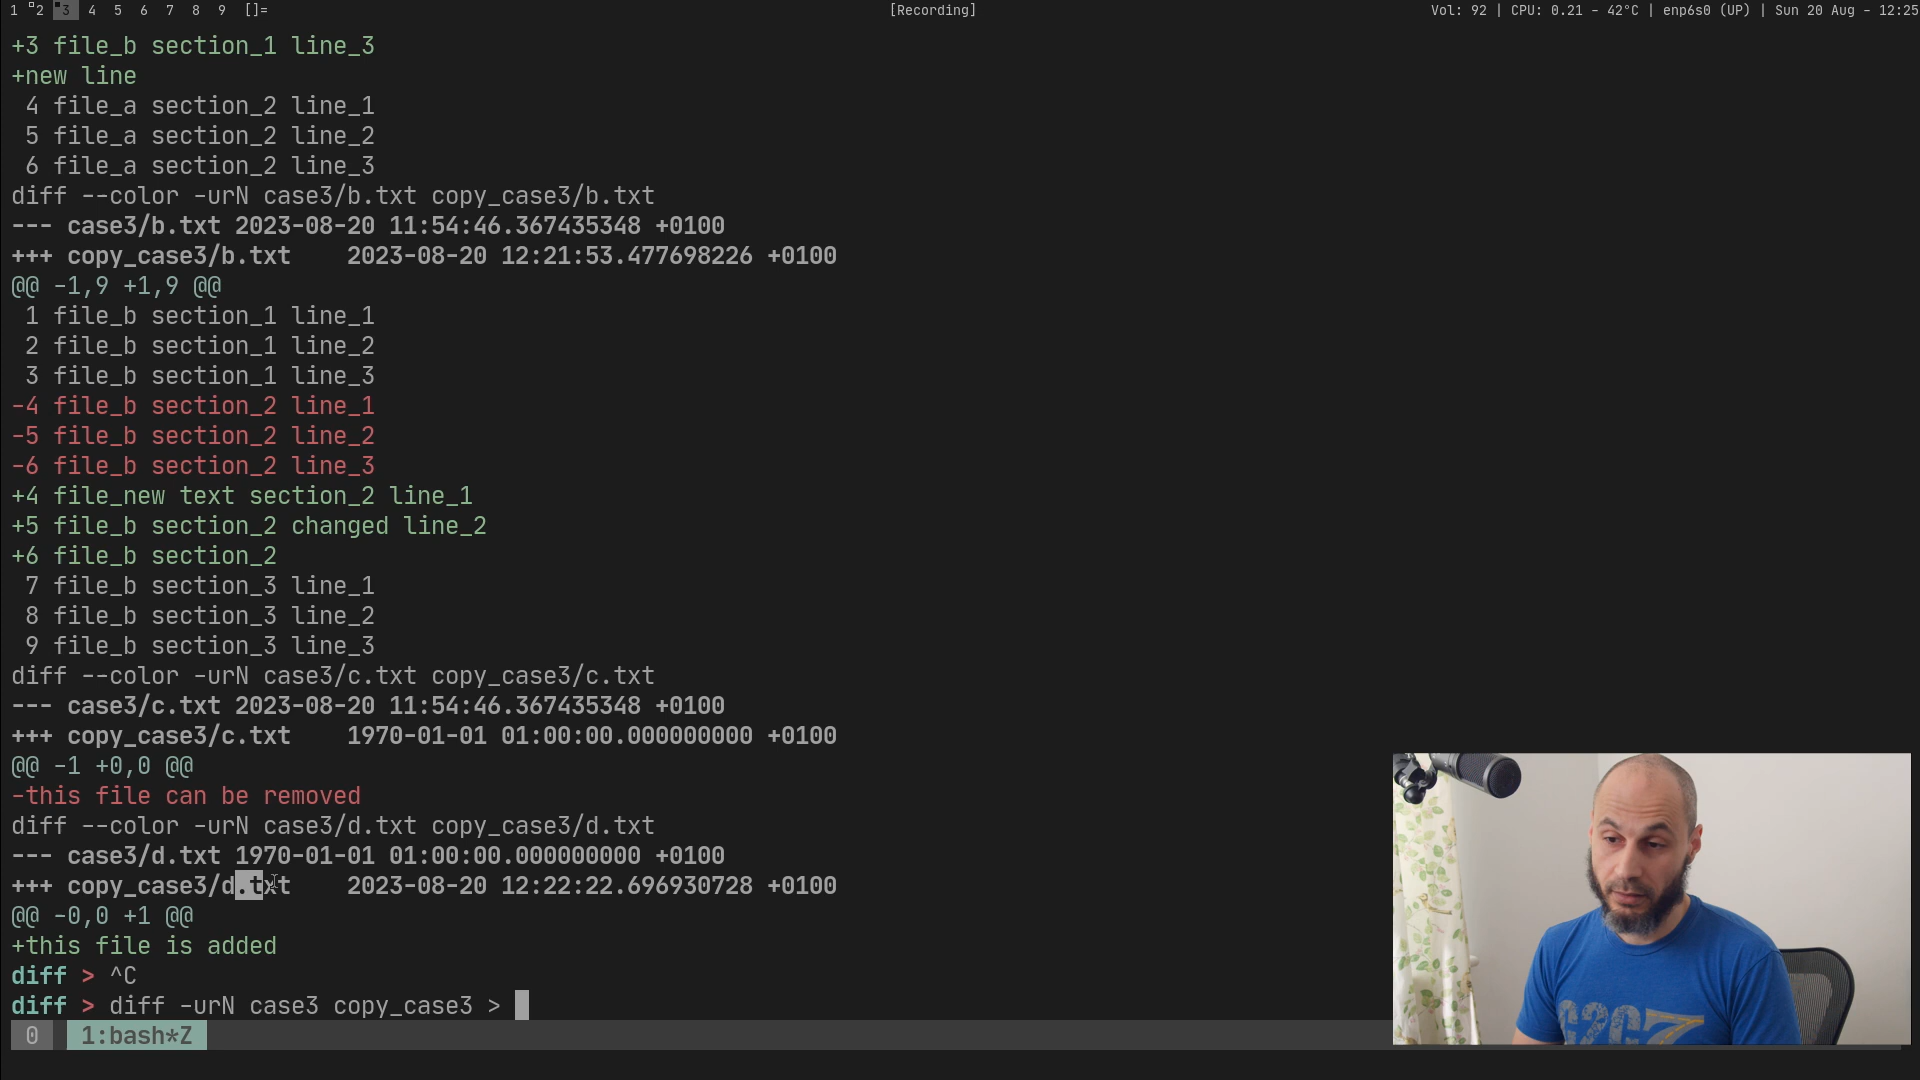 1 2 3 4 5 6 7 8 9 []= [Recording] Vol: 92 | CPU: 0.21 - 42°C | enp6s0 (UP) | Sun 20 Aug - 12:25
+3 file_b section_1 line_3
+new line
 4 file_a section_2 line_1
 5 file_a section_2 line_2
 6 file_a section_2 line_3
diff --color -urN case3/b.txt copy_case3/b.txt
--- case3/b.txt 2023-08-20 11:54:46.367435348 +0100
+++ copy_case3/b.txt    2023-08-20 12:21:53.477698226 +0100
@@ -1,9 +1,9 @@
 1 file_b section_1 line_1
 2 file_b section_1 line_2
 3 file_b section_1 line_3
-4 file_b section_2 line_1
-5 file_b section_2 line_2
-6 file_b section_2 line_3
+4 file_new text section_2 line_1
+5 file_b section_2 changed line_2
+6 file_b section_2
 7 file_b section_3 line_1
 8 file_b section_3 line_2
 9 file_b section_3 line_3
diff --color -urN case3/c.txt copy_case3/c.txt
--- case3/c.txt 2023-08-20 11:54:46.367435348 +0100
+++ copy_case3/c.txt    1970-01-01 01:00:00.000000000 +0100
@@ -1 +0,0 @@
-this file can be removed
diff --color -urN case3/d.txt copy_case3/d.txt
--- case3/d.txt 1970-01-01 01:00:00.000000000 +0100
+++ copy_case3/d.txt    2023-08-20 12:22:22.696930728 +0100
@@ -0,0 +1 @@
+this file is added
diff > ^C
diff > diff -urN case3 copy_case3 >
0 1:bash*Z